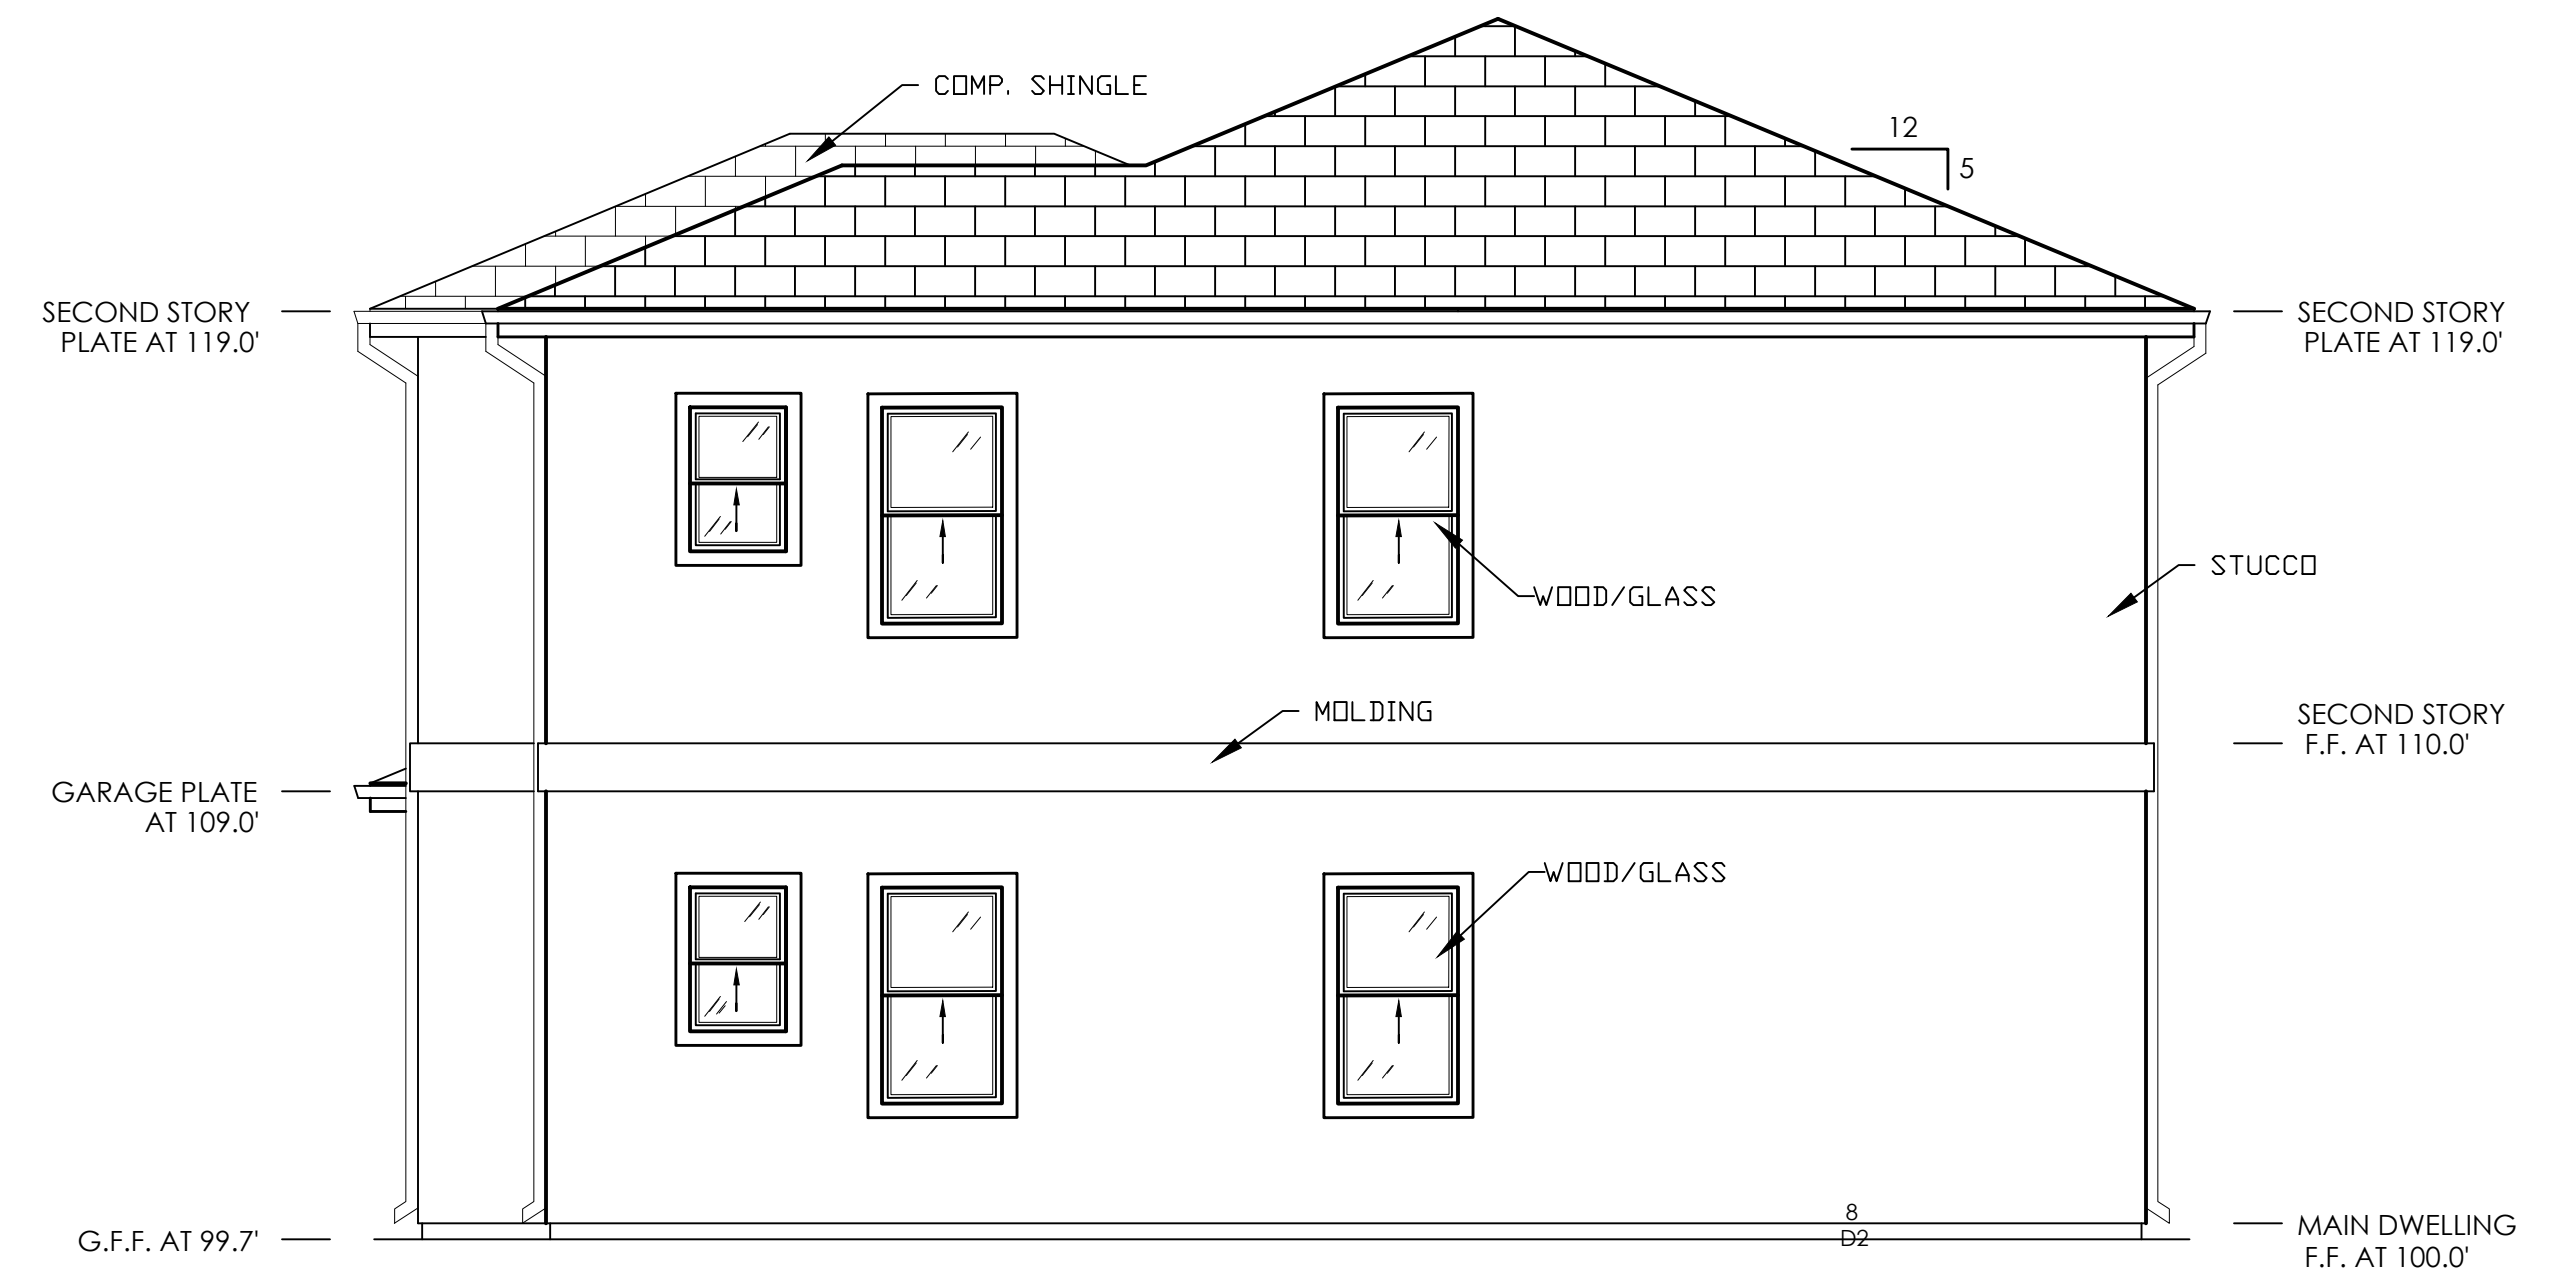 COMP. SHINGLE
12
5
SECOND STORY
PLATE AT 119.0'
SECOND STORY
PLATE AT 119.0'
STUCCO
WOOD/GLASS
MOLDING
SECOND STORY
F.F. AT 110.0'
GARAGE PLATE
AT 109.0'
WOOD/GLASS
8
D2
G.F.F. AT 99.7'
MAIN DWELLING
F.F. AT 100.0'